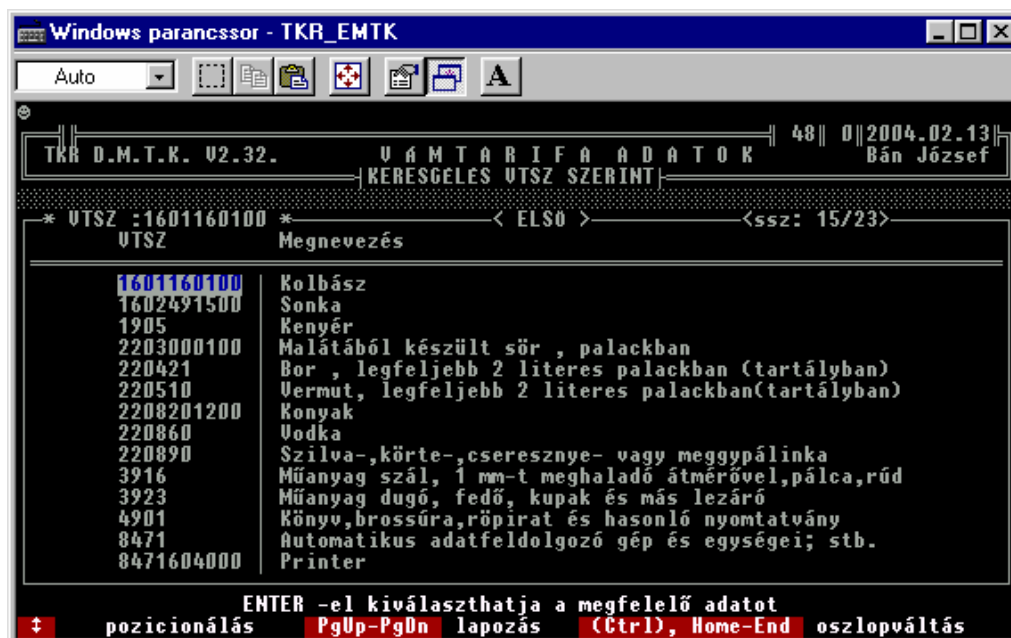 Windows parancssor - TKR_EMTK
Auto
A
48 0 2004.02.13
TKR D.M.T.K. V2.32. V Á M T A R I F A A D A T O K Bán József
KERESGÉLÉS VTSZ SZERINT
* VTSZ :1601160100 * < ELSŐ > <ssz: 15/23>
VTSZ Megnevezés
1601160100 Kolbász
1602491500 Sonka
1905 Kenyér
2203000100 Malátából készült sör , palackban
220421 Bor , legfeljebb 2 literes palackban (tartályban)
220510 Vermut, legfeljebb 2 literes palackban(tartályban)
2208201200 Konyak
220860 Vodka
220890 Szilva-,körte-,cseresznye- vagy meggypálinka
3916 Műanyag szál, 1 mm-t meghaladó átmérővel,pálca,rúd
3923 Műanyag dugó, fedő, kupak és más lezáró
4901 Könyv,brossúra,röpirat és hasonló nyomtatvány
8471 Automatikus adatfeldolgozó gép és egységei; stb.
8471604000 Printer
ENTER -el kiválaszthatja a megfelelő adatot
↕ pozicionálás PgUp-PgDn lapozás (Ctrl), Home-End oszlopváltás